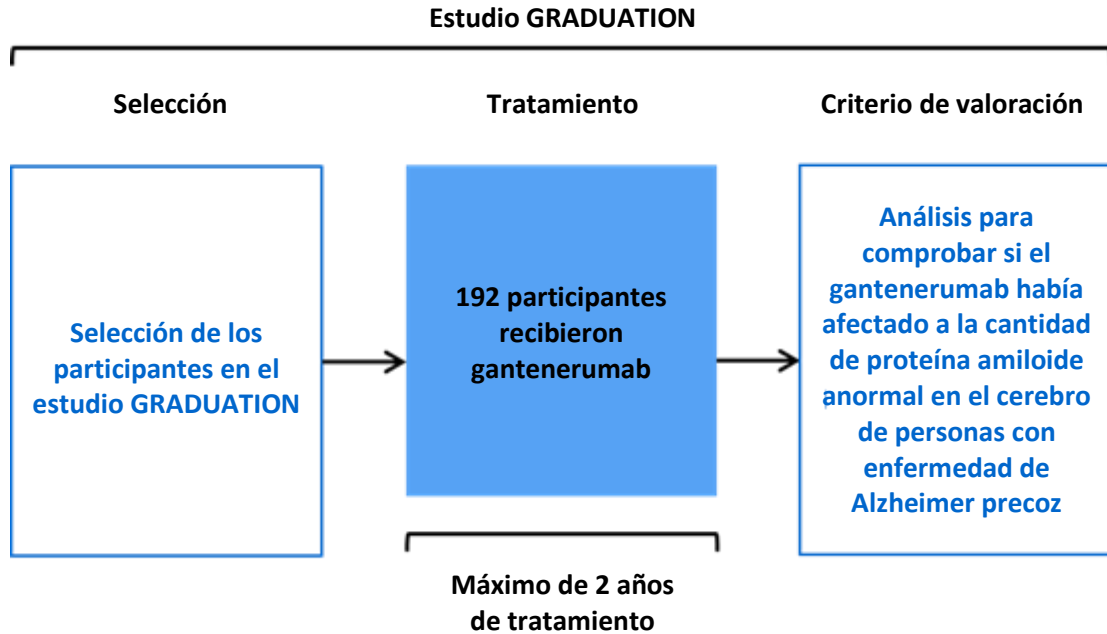 Estudio GRADUATION
Selección
Tratamiento
Criterio de valoración
Selección de los
participantes en el
estudio GRADUATION
192 participantes
recibieron
gantenerumab
Análisis para
comprobar si el
gantenerumab había
afectado a la cantidad
de proteína amiloide
anormal en el cerebro
de personas con
enfermedad de
Alzheimer precoz
Máximo de 2 años
de tratamiento